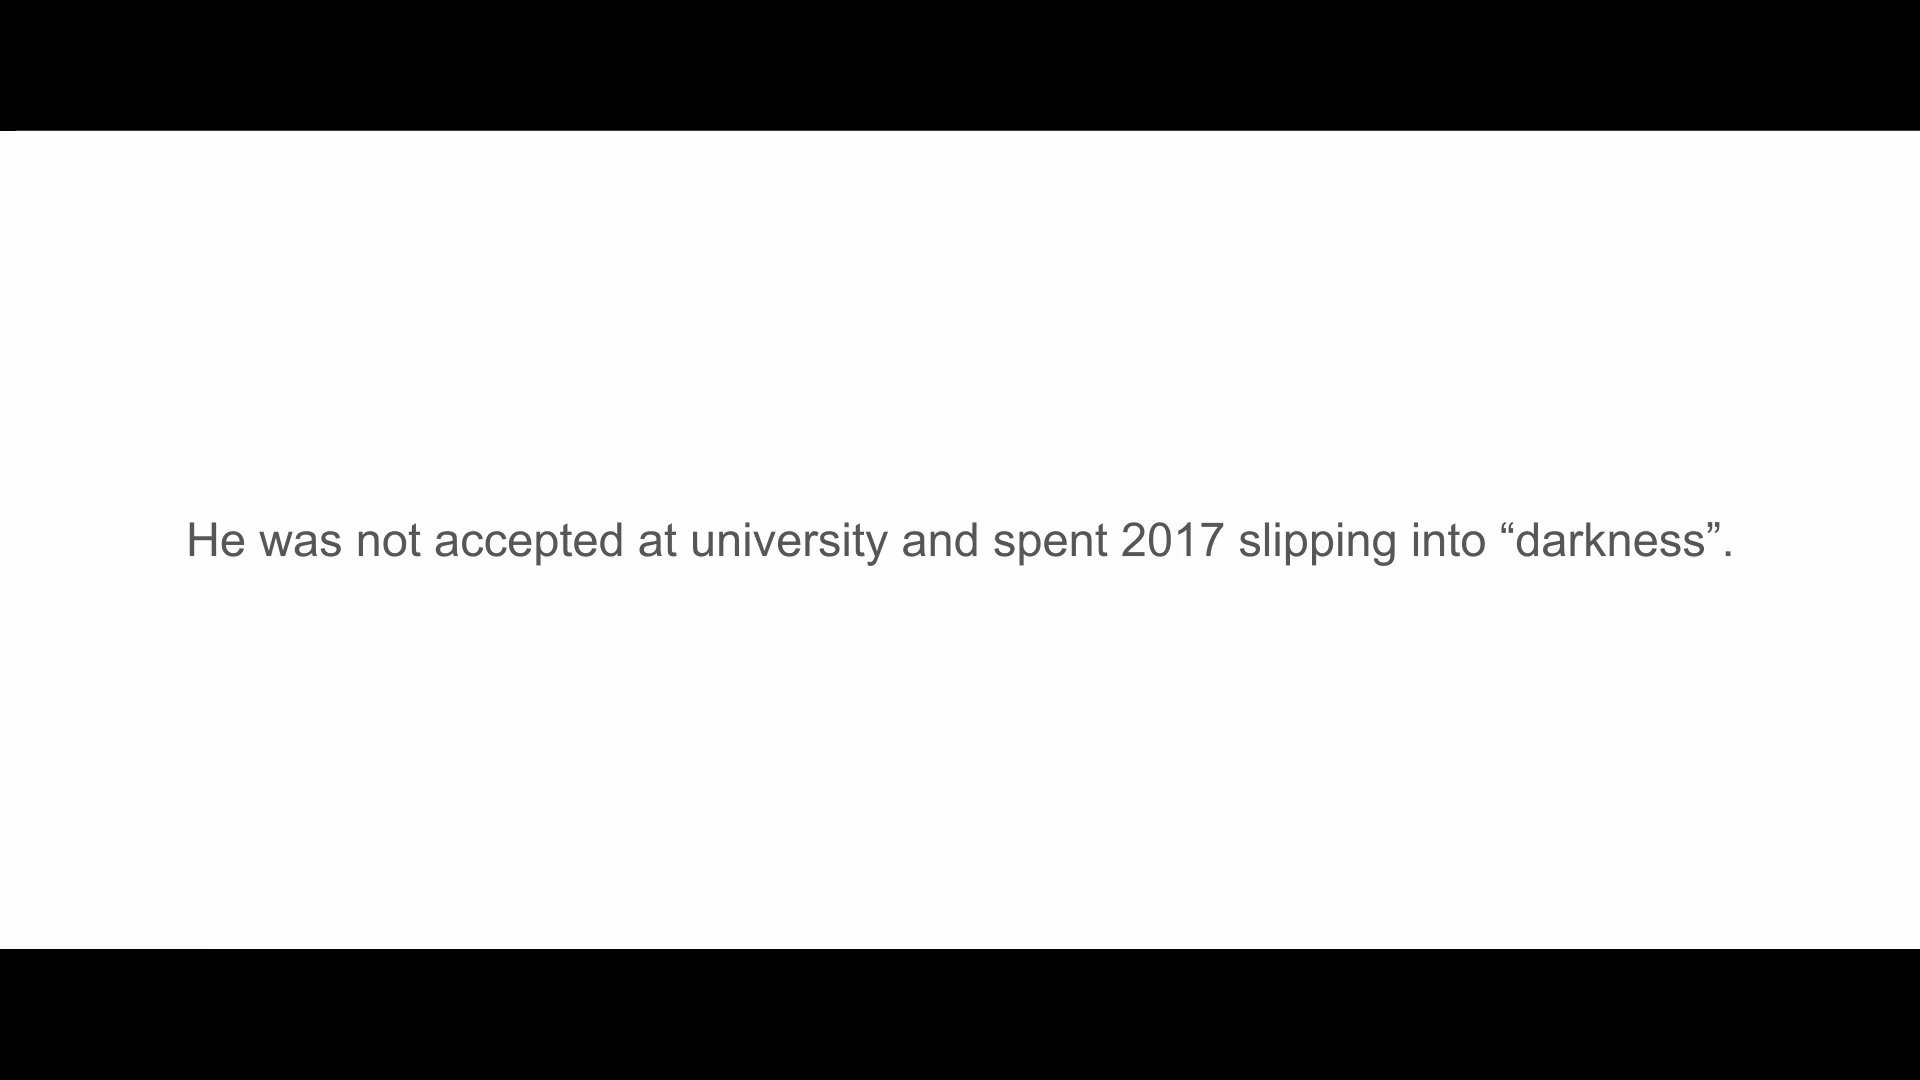 He was not accepted at university and spent 2017 slipping into “darkness”.